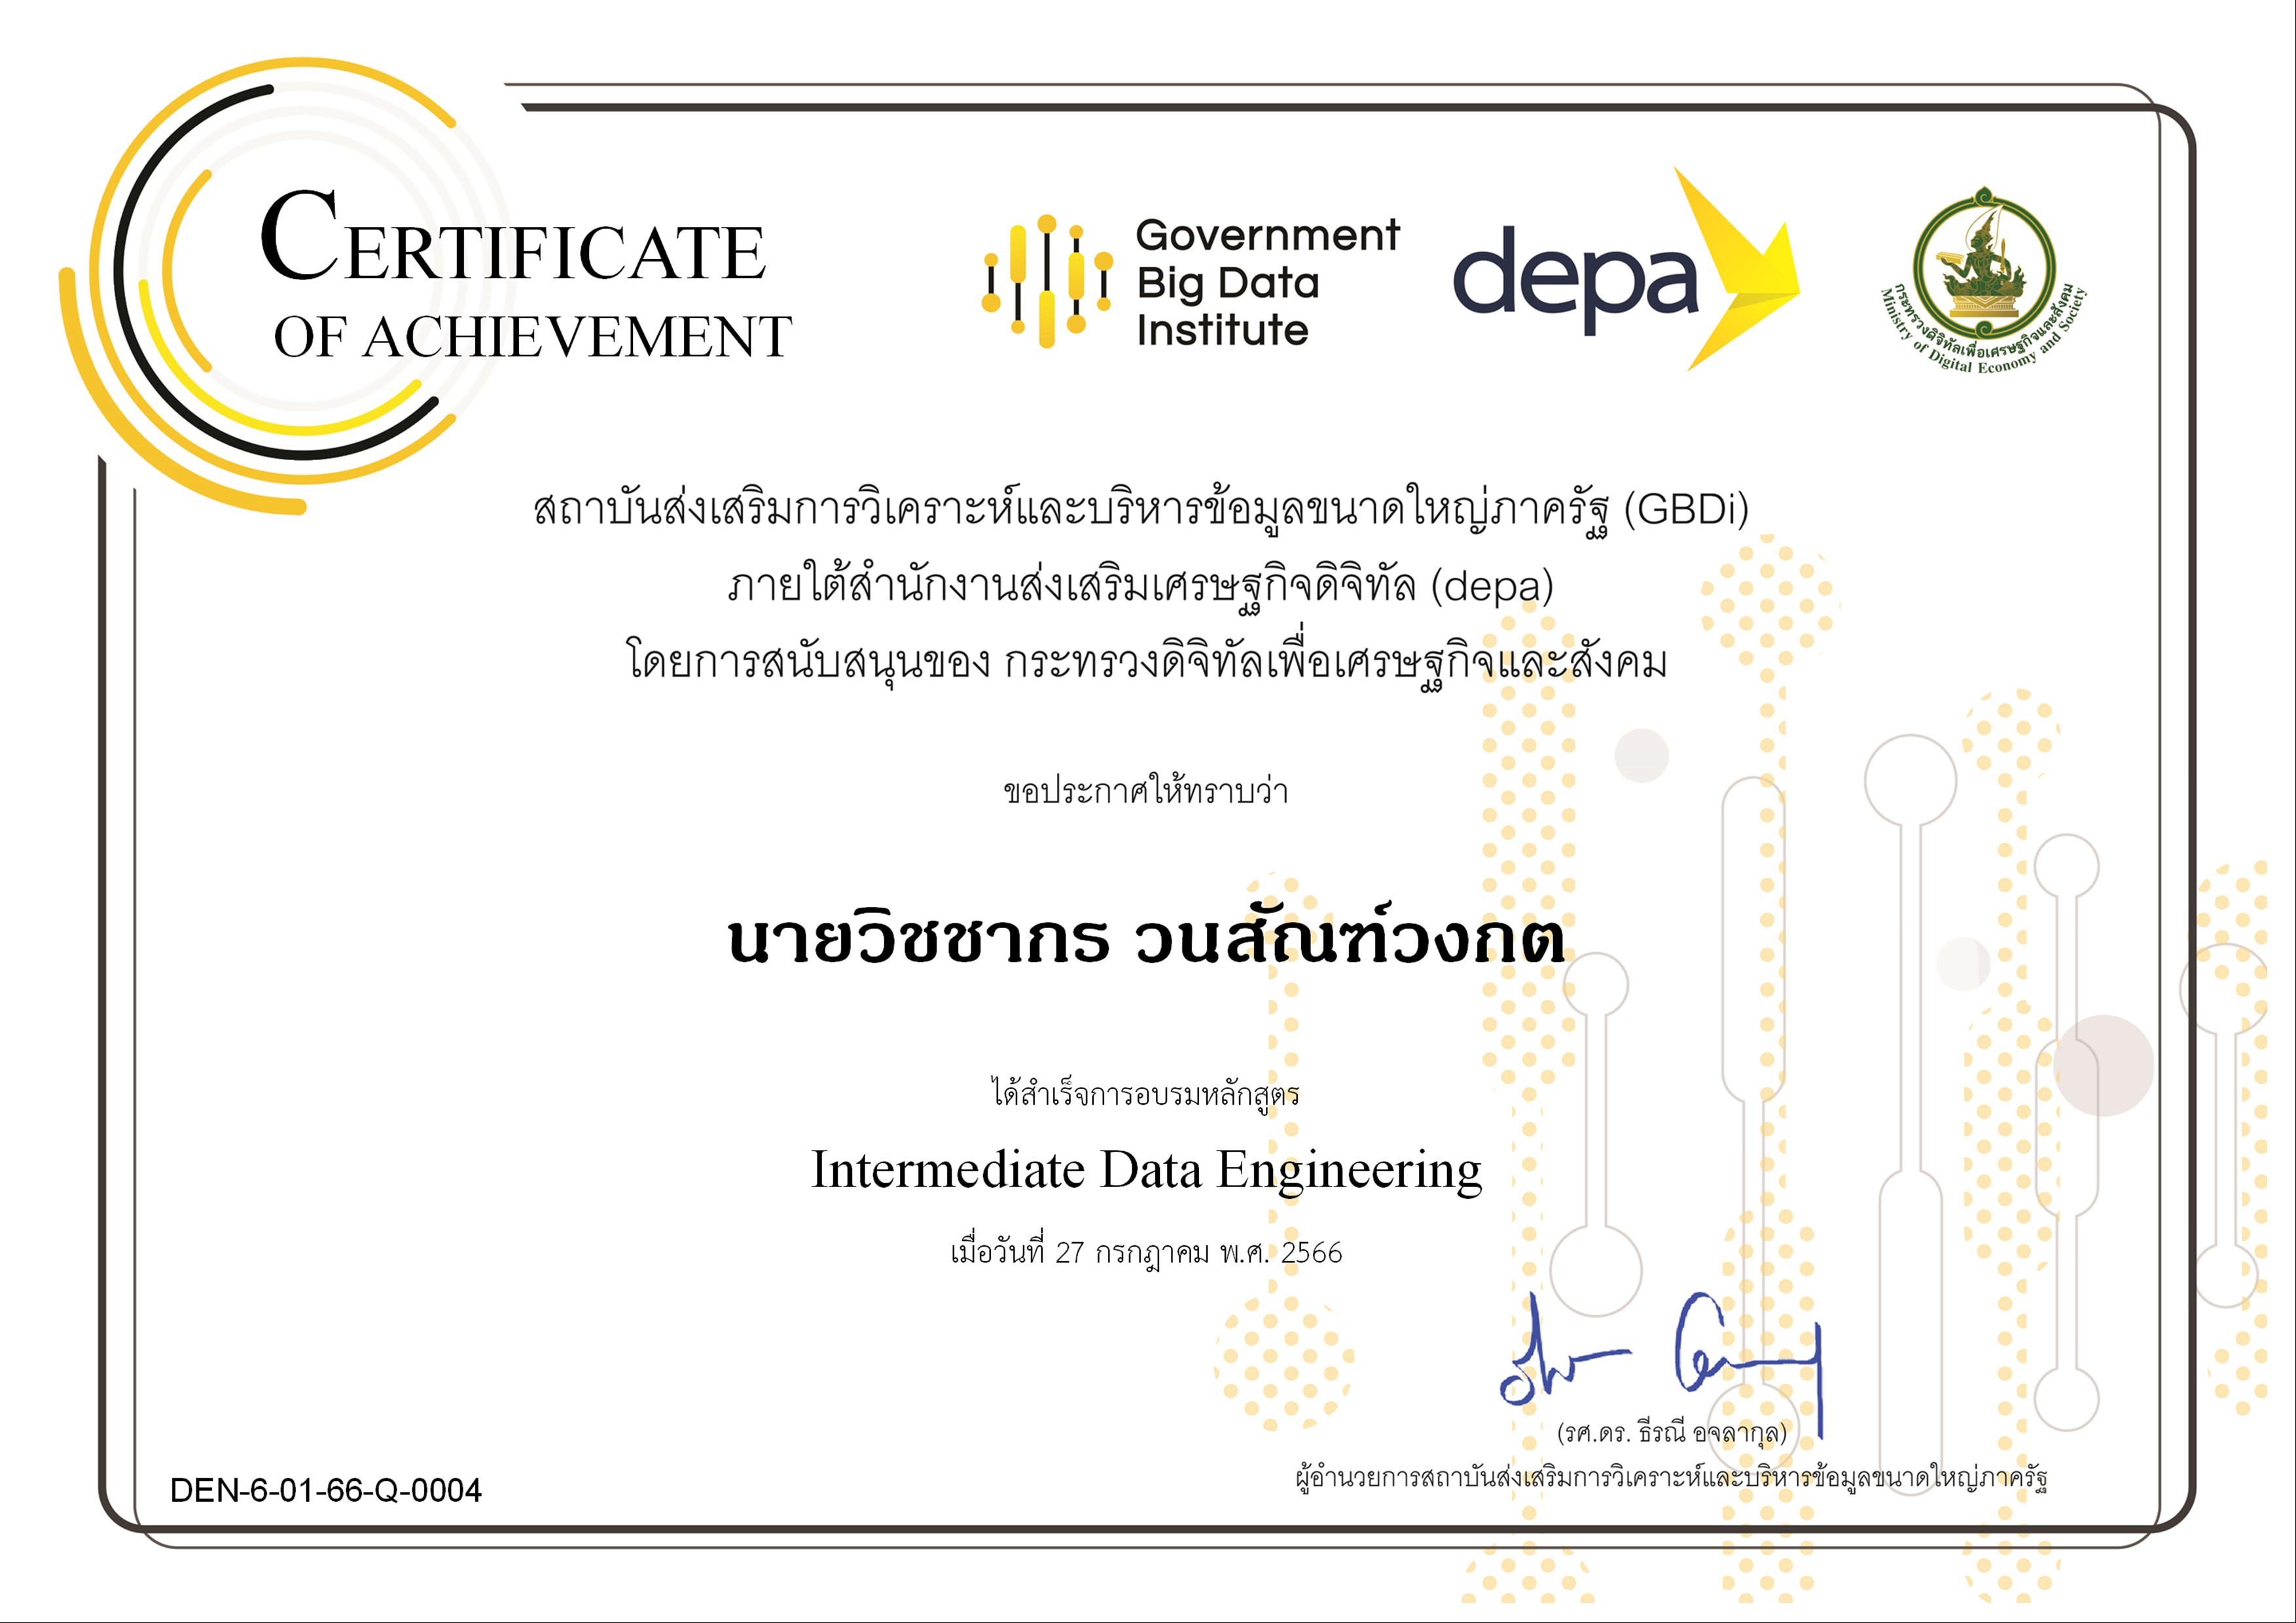 CERTIFICATE
OF ACHIEVEMENT
Government
Big Data
Institute
depa
กระทรวงดิจิทัลเพื่อเศรษฐกิจและสังคม
Ministry of Digital Economy and Society
สถาบันส่งเสริมการวิเคราะห์และบริหารข้อมูลขนาดใหญ่ภาครัฐ (GBDi)
ภายใต้สำนักงานส่งเสริมเศรษฐกิจดิจิทัล (depa)
โดยการสนับสนุนของ กระทรวงดิจิทัลเพื่อเศรษฐกิจและสังคม
ขอประกาศให้ทราบว่า
นายวิชชากร วนสัณฑ์วงกต
ได้สำเร็จการอบรมหลักสูตร
Intermediate Data Engineering
เมื่อวันที่ 27 กรกฎาคม พ.ศ. 2566
(รศ.ดร. ธีรณี อจลากุล)
ผู้อำนวยการสถาบันส่งเสริมการวิเคราะห์และบริหารข้อมูลขนาดใหญ่ภาครัฐ
DEN-6-01-66-Q-0004